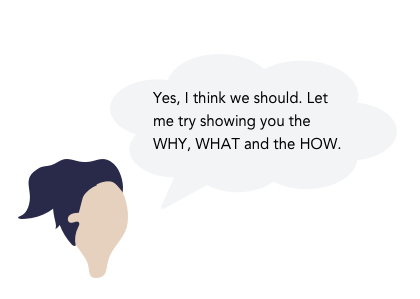 Yes, I think we should. Let
me try showing you the
WHY, WHAT and the HOW.